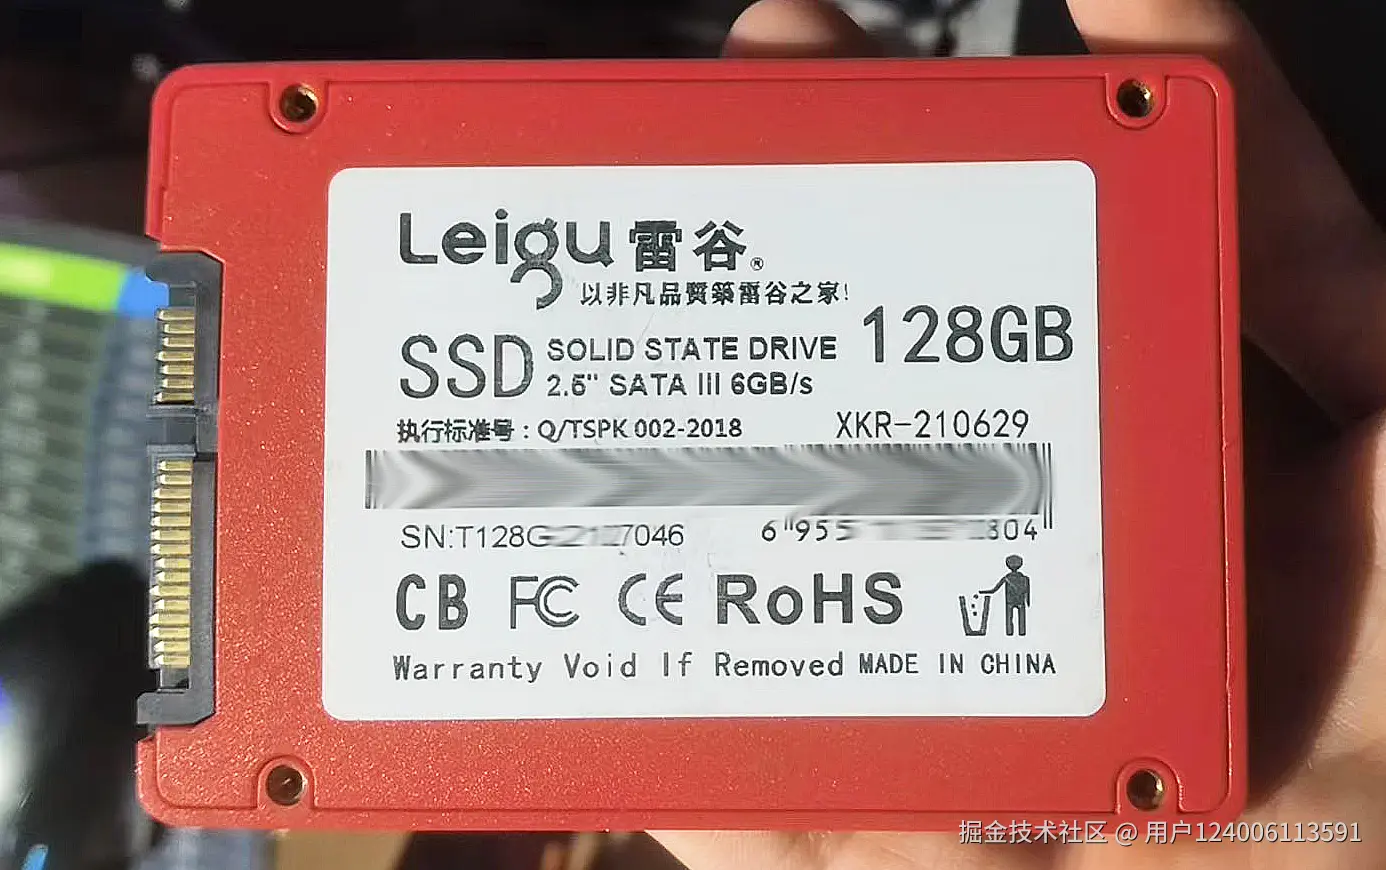 Leigu 雷谷®
以非凡品質築雷谷之家!
SSD SOLID STATE DRIVE 128GB
2.5" SATA III 6GB/s
执行标准号：Q/TSPK 002-2018 XKR-210629
CB FC CE RoHS
Warranty Void If Removed MADE IN CHINA
掘金技术社区 @ 用户124006113591